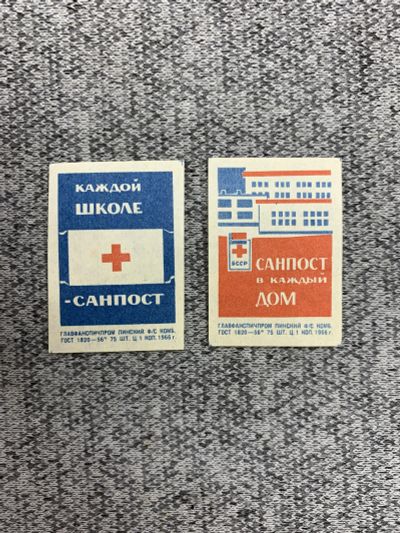 КАЖДОЙ
ШКОЛЕ
-САНПОСТ
ГЛАВФАНСПИЧПРОМ ПИНСКИЙ Ф/С КОМБ.
ГОСТ 1820—56* 75 ШТ. Ц. 1 КОП. 1966 г.
БССР
САНПОСТ
В КАЖДЫЙ
ДОМ
ГЛАВФАНСПИЧПРОМ ПИНСКИЙ Ф/С КОМБ.
ГОСТ 1820—56* 75 ШТ. Ц. 1 КОП. 1966 г.